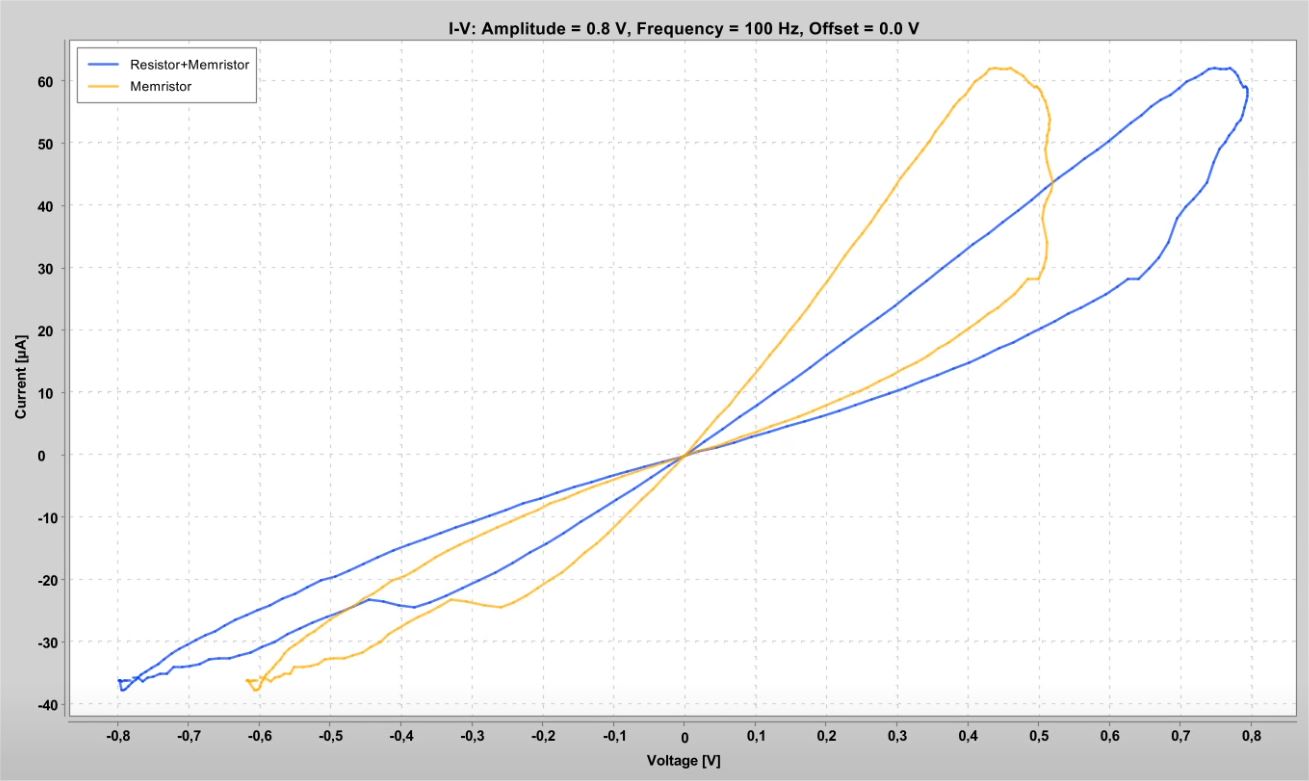 I-V: Amplitude = 0.8 V, Frequency = 100 Hz, Offset = 0.0 V
Resistor+Memristor
Memristor
60
50
40
30
20
10
0
-10
-20
-30
-40
Current [µA]
-0,8 -0,7 -0,6 -0,5 -0,4 -0,3 -0,2 -0,1 0 0,1 0,2 0,3 0,4 0,5 0,6 0,7 0,8
Voltage [V]